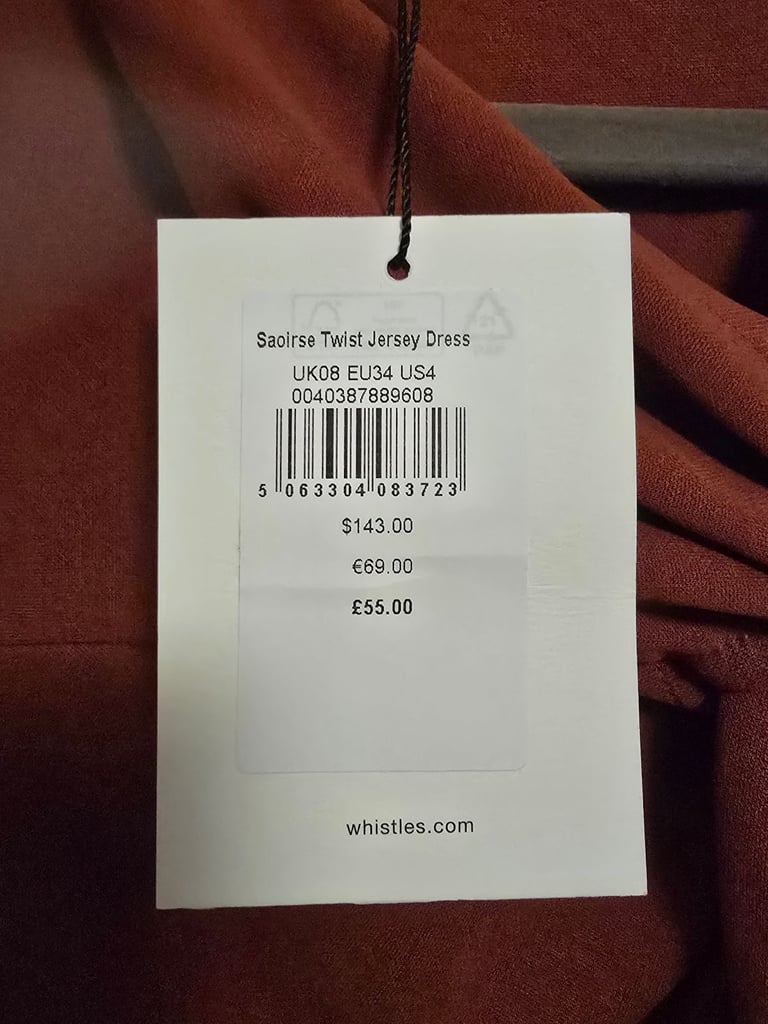 Saoirse Twist Jersey Dress
UK08 EU34 US4
0040387889608
5 063304 083723
$143.00
€69.00
£55.00
whistles.com